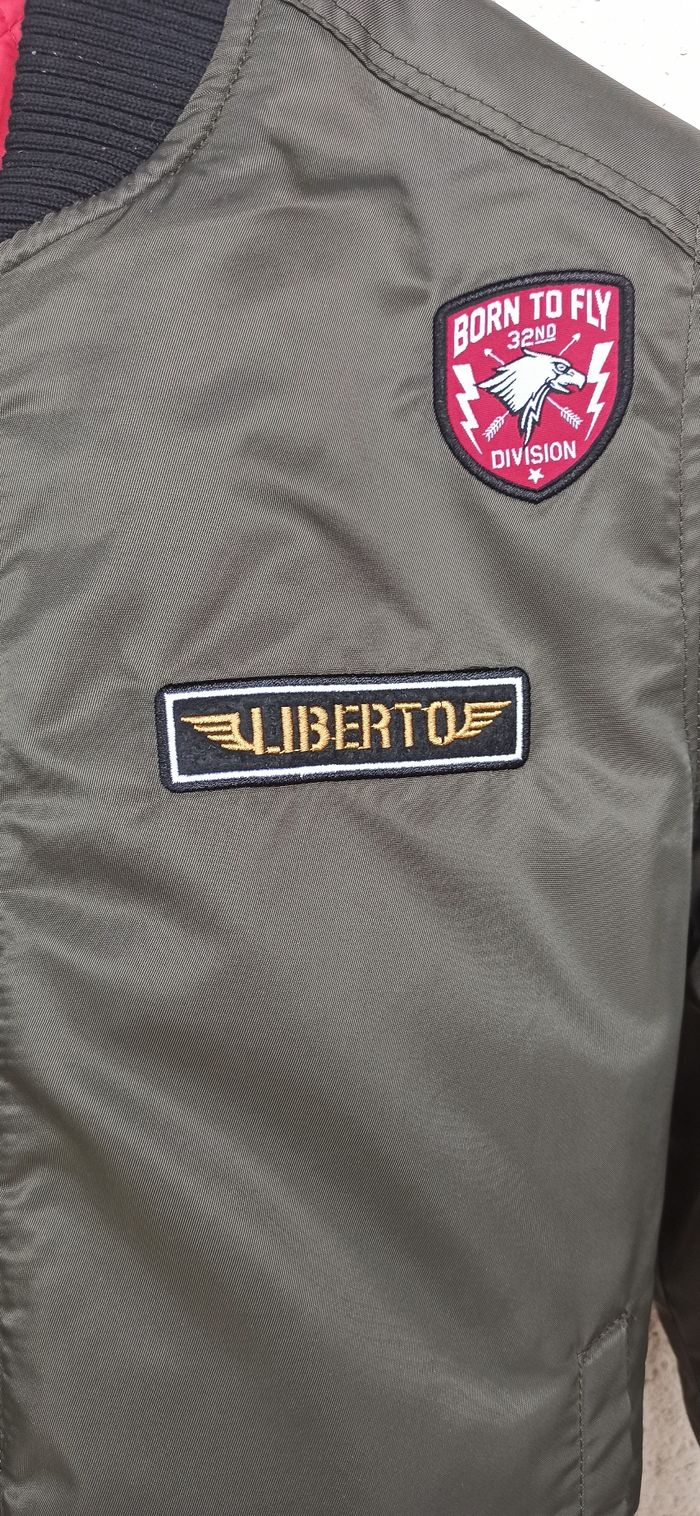 BORN TO FLY
32ND
DIVISION
LIBERTO